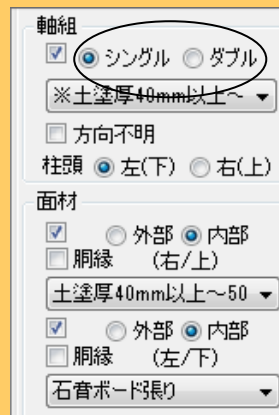 軸組
シングル ダブル
※土塗厚40mm以上～
方向不明
柱頭 左(下) 右(上)
面材
外部 内部
胴縁 (右/上)
土塗厚40mm以上～50
外部 内部
胴縁 (左/下)
石膏ボード張り